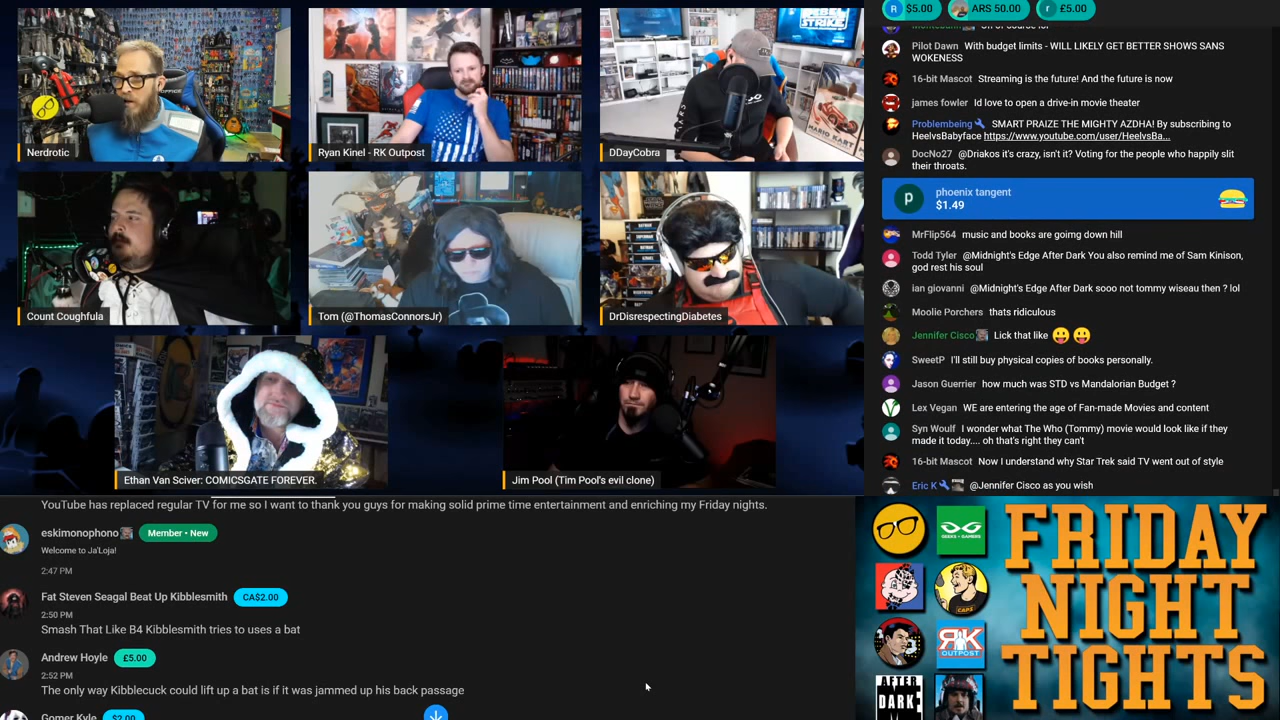 REBEL
STRIKE
OFFICE
MARIO KART
Nerdrotic
Ryan Kinel - RK Outpost
DDayCobra
Count Coughfula
Tom (@ThomasConnorsJr)
DrDisrespectingDiabetes
Ethan Van Sciver: COMICSGATE FOREVER.
Jim Pool (Tim Pool's evil clone)
R $5.00
ARS 50.00
r £5.00
Pilot Dawn With budget limits - WILL LIKELY GET BETTER SHOWS SANS
WOKENESS
16-bit Mascot Streaming is the future! And the future is now
james fowler Id love to open a drive-in movie theater
Problembeing SMART PRAIZE THE MIGHTY AZDHA! By subscribing to
HeelvsBabyface https://www.youtube.com/user/HeelvsBa...
DocNo27 @Driakos it's crazy, isn't it? Voting for the people who happily slit
their throats.
p phoenix tangent
$1.49
MrFlip564 music and books are goirng down hill
Todd Tyler @Midnight's Edge After Dark You also remind me of Sam Kinison,
god rest his soul
ian giovanni @Midnight's Edge After Dark sooo not tommy wiseau then ? lol
Moolie Porchers thats ridiculous
Jennifer Cisco Lick that like 😛 😛
SweetP I'll still buy physical copies of books personally.
Jason Guerrier how much was STD vs Mandalorian Budget ?
Lex Vegan WE are entering the age of Fan-made Movies and content
Syn Woulf I wonder what The Who (Tommy) movie would look like if they
made it today.... oh that's right they can't
16-bit Mascot Now I understand why Star Trek said TV went out of style
Eric K @Jennifer Cisco as you wish
YouTube has replaced regular TV for me so I want to thank you guys for making solid prime time entertainment and enriching my Friday nights.
eskimonophono Member • New
Welcome to Ja'Loja!
2:47 PM
Fat Steven Seagal Beat Up Kibblesmith CA$2.00
2:50 PM
Smash That Like B4 Kibblesmith tries to uses a bat
Andrew Hoyle £5.00
2:52 PM
The only way Kibblecuck could lift up a bat is if it was jammed up his back passage
Gomer Kyle $2.00
GEEKS + GAMERS
CAPS
RK
OUTPOST
AFTER
DARK
FRIDAY
NIGHT
TIGHTS